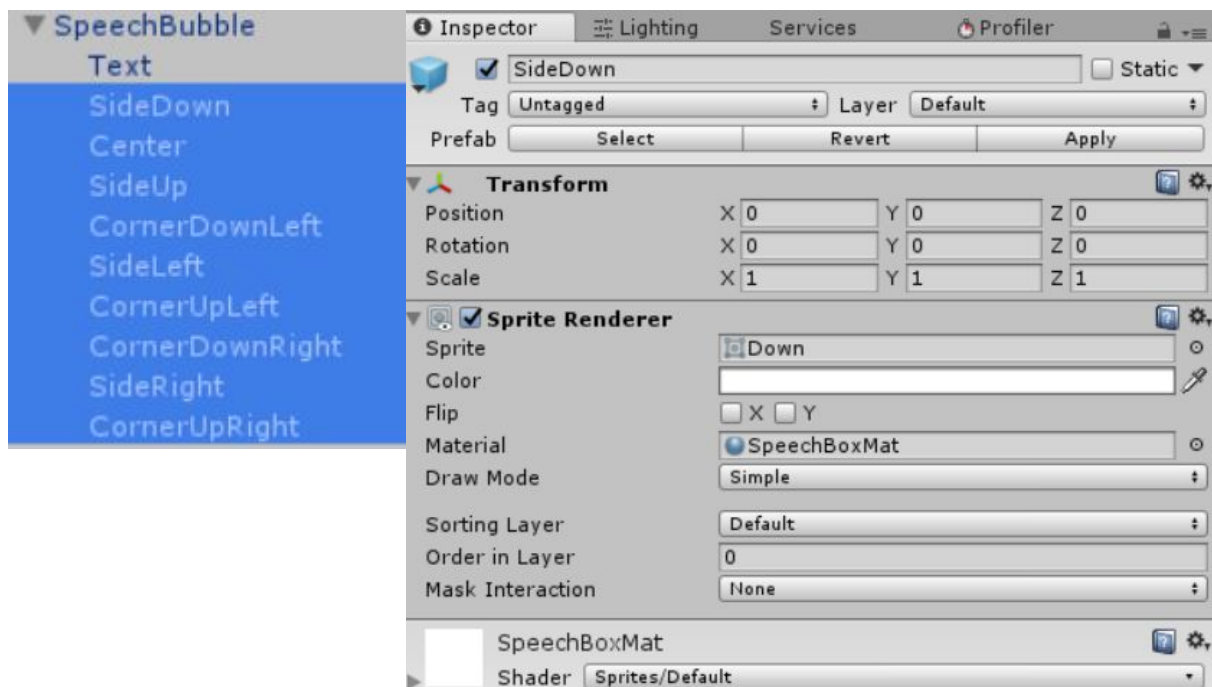 SpeechBubble
Text
SideDown
Center
SideUp
CornerDownLeft
SideLeft
CornerUpLeft
CornerDownRight
SideRight
CornerUpRight
Inspector Lighting Services Profiler
SideDown Static
Tag Untagged Layer Default
Prefab Select Revert Apply
Transform
Position X 0 Y 0 Z 0
Rotation X 0 Y 0 Z 0
Scale X 1 Y 1 Z 1
Sprite Renderer
Sprite Down
Color
Flip X Y
Material SpeechBoxMat
Draw Mode Simple
Sorting Layer Default
Order in Layer 0
Mask Interaction None
SpeechBoxMat
Shader Sprites/Default